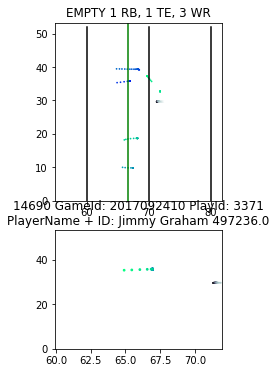 EMPTY 1 RB, 1 TE, 3 WR
50
40
30
20
10
0
60 70 80
14690 GameId: 2017092410 PlayId: 3371
PlayerName + ID: Jimmy Graham 497236.0
40
20
0
60.0 62.5 65.0 67.5 70.0